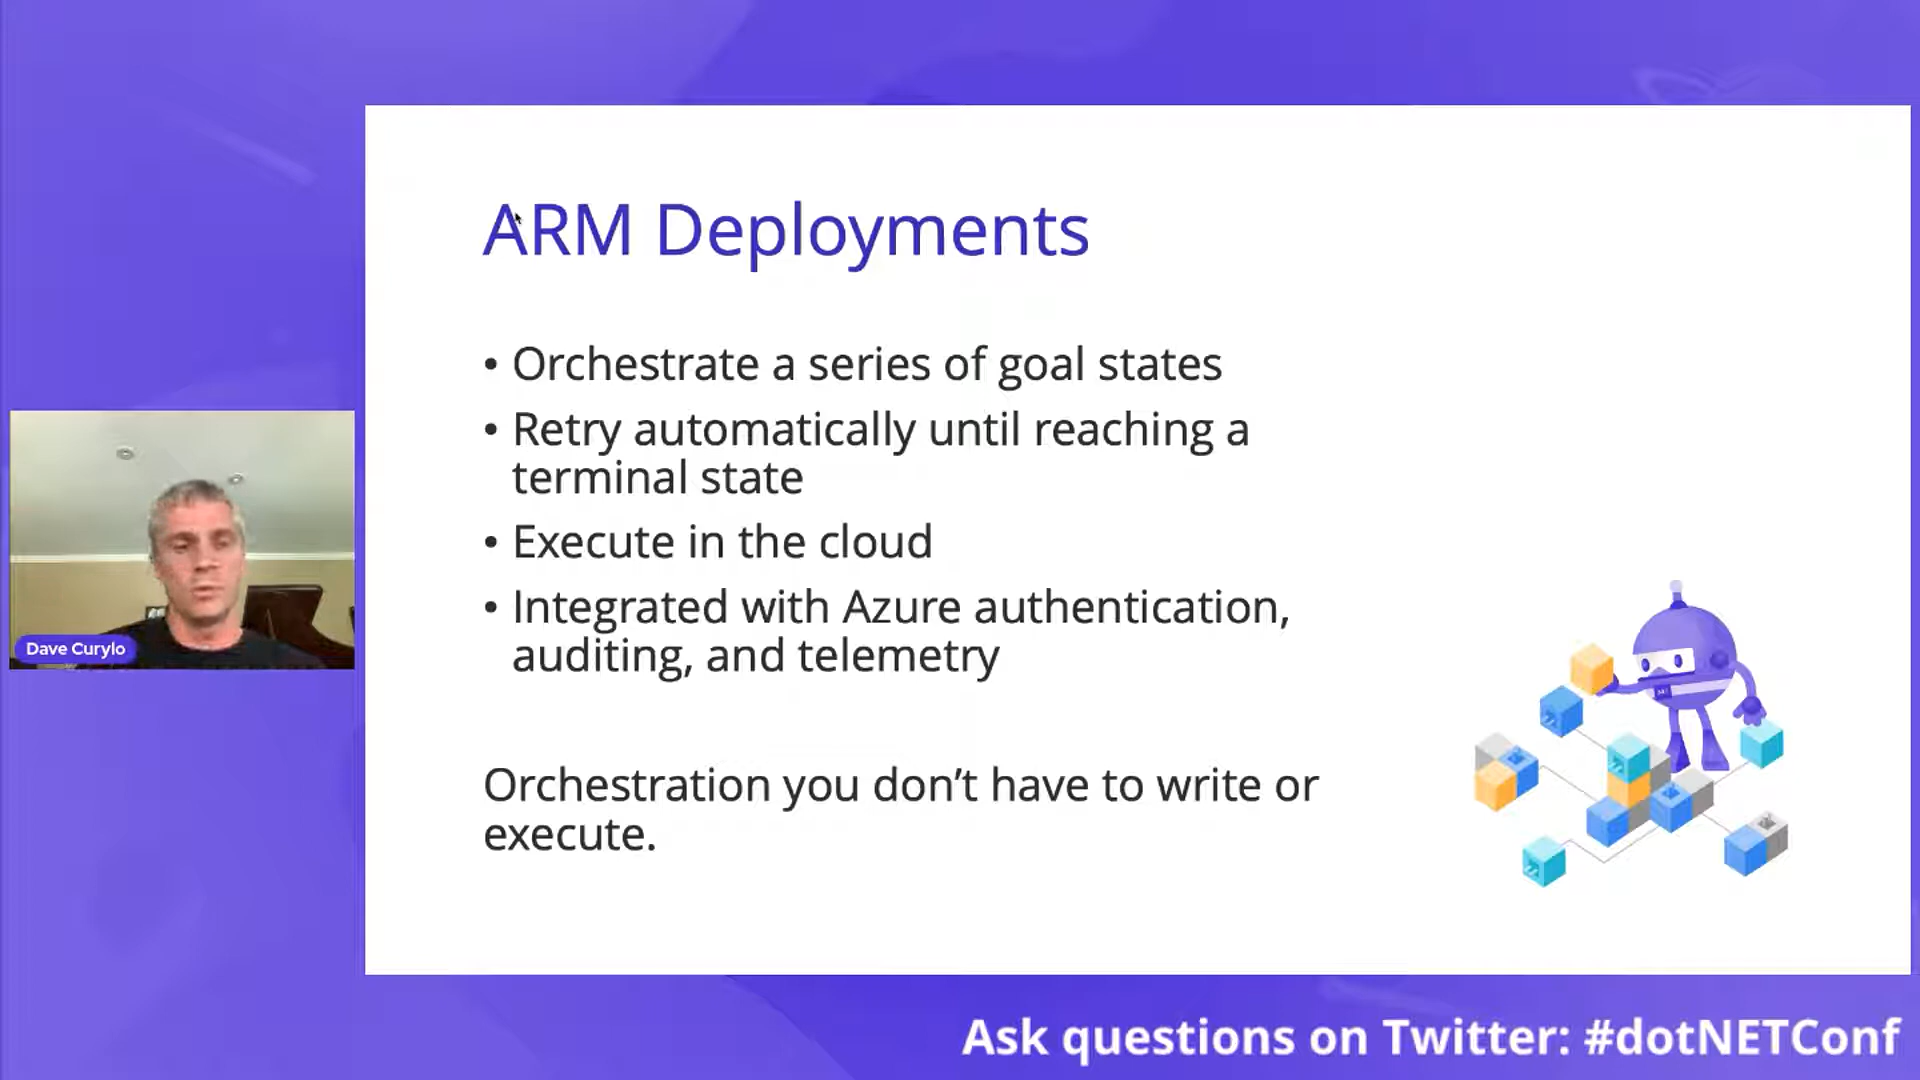 ARM Deployments
• Orchestrate a series of goal states
• Retry automatically until reaching a
terminal state
• Execute in the cloud
• Integrated with Azure authentication,
auditing, and telemetry
Orchestration you don’t have to write or
execute.
Dave Curylo
Ask questions on Twitter: #dotNETConf